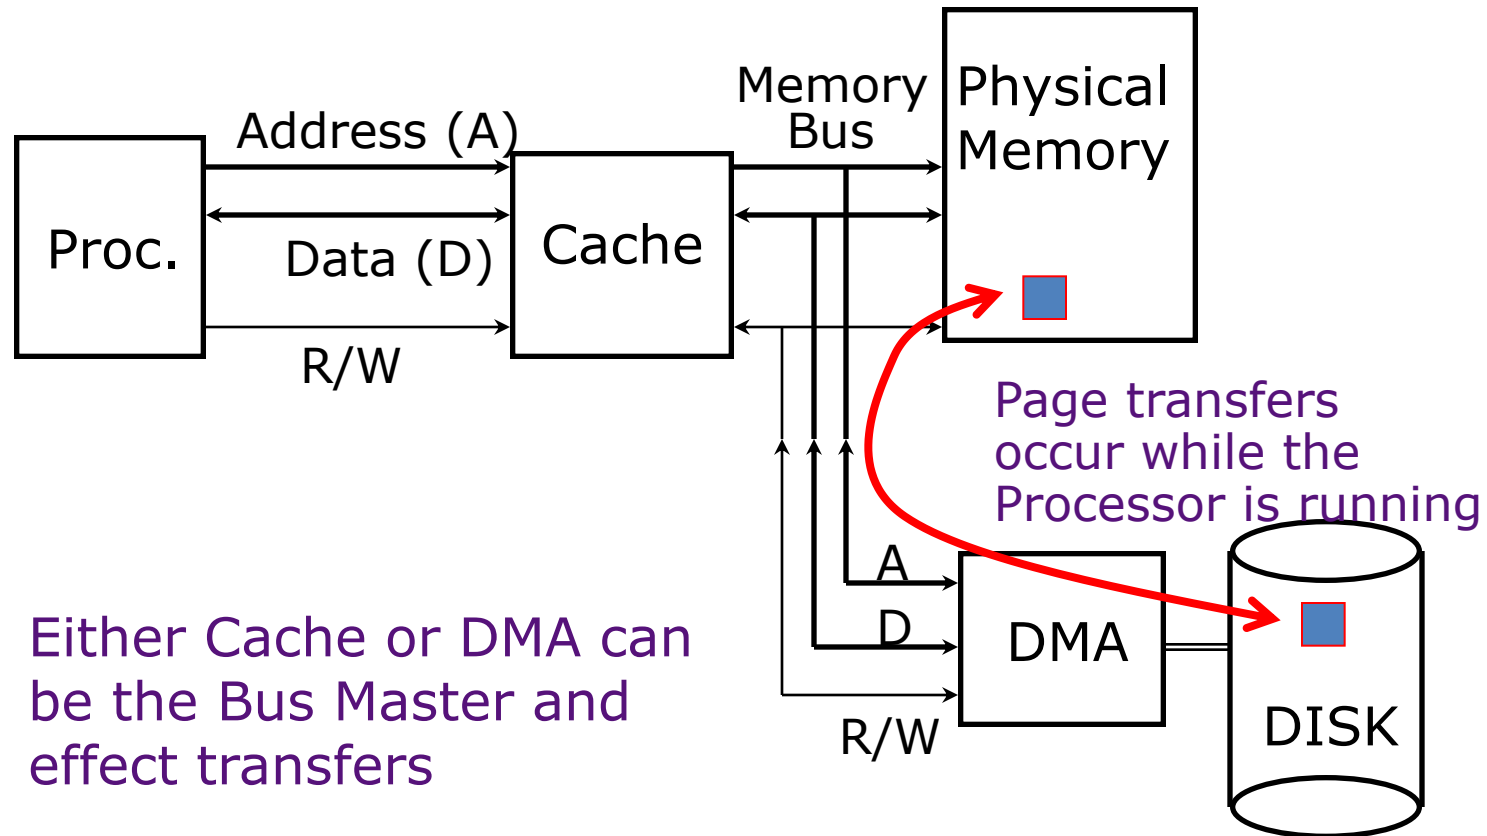 Memory
Bus
Physical
Memory
Address (A)
Proc.
Data (D)
Cache
R/W
Page transfers
occur while the
Processor is running
A
D
DMA
R/W
DISK
Either Cache or DMA can
be the Bus Master and
effect transfers